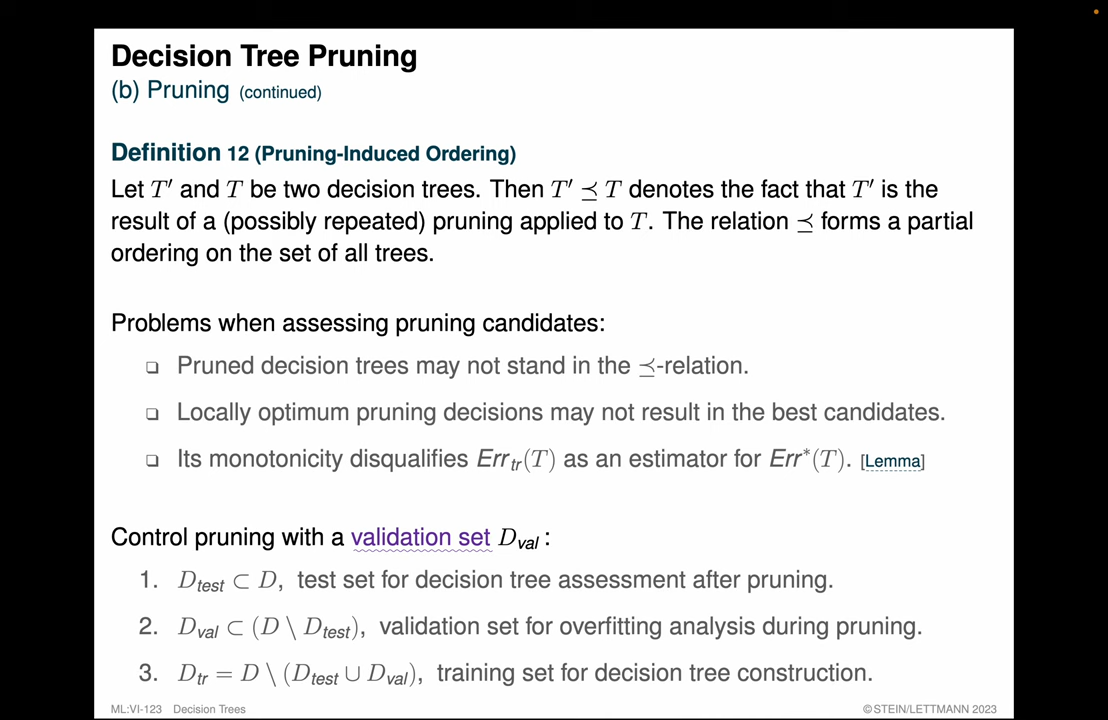 Decision Tree Pruning
(b) Pruning (continued)
Definition 12 (Pruning-Induced Ordering)
Let T′ and T be two decision trees. Then T′ ⪯ T denotes the fact that T′ is the
result of a (possibly repeated) pruning applied to T. The relation ⪯ forms a partial
ordering on the set of all trees.
Problems when assessing pruning candidates:
❑ Pruned decision trees may not stand in the ⪯-relation.
❑ Locally optimum pruning decisions may not result in the best candidates.
❑ Its monotonicity disqualifies Err_tr(T) as an estimator for Err*(T). [Lemma]
Control pruning with a validation set D_val :
1. D_test ⊂ D, test set for decision tree assessment after pruning.
2. D_val ⊂ (D \ D_test), validation set for overfitting analysis during pruning.
3. D_tr = D \ (D_test ∪ D_val), training set for decision tree construction.
ML:VI-123 Decision Trees ©STEIN/LETTMANN 2023